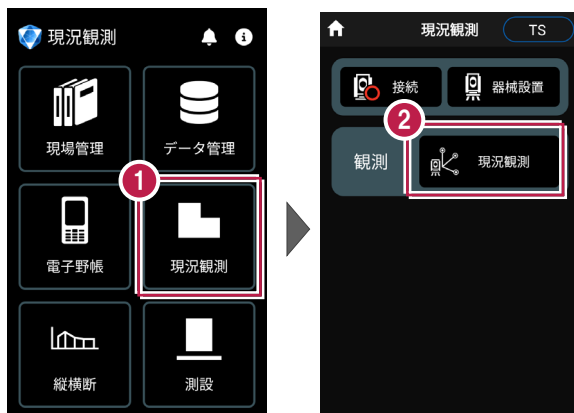 現況観測
現場管理
データ管理
1
電子野帳
現況観測
縦横断
測設
現況観測
TS
接続
器械設置
2
観測
現況観測